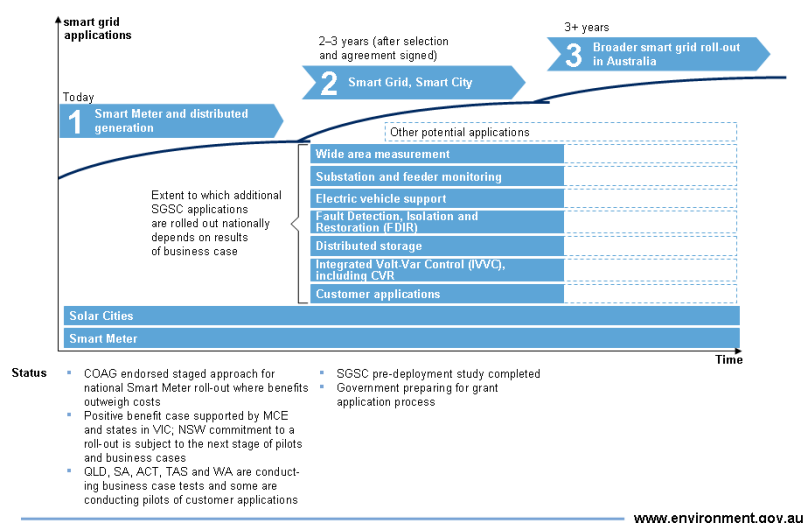 smart grid
applications
3+ years
2–3 years (after selection
and agreement signed)
3 Broader smart grid roll-out
in Australia
2 Smart Grid, Smart City
Today
1 Smart Meter and distributed
generation
Other potential applications
Wide area measurement
Substation and feeder monitoring
Electric vehicle support
Fault Detection, Isolation and
Restoration (FDIR)
Distributed storage
Integrated Volt-Var Control (IVVC),
including CVR
Customer applications
Extent to which additional
SGSC applications
are rolled out nationally
depends on results
of business case
Solar Cities
Smart Meter
Time
Status
▪ COAG endorsed staged approach for
national Smart Meter roll-out where benefits
outweigh costs
▪ Positive benefit case supported by MCE
and states in VIC; NSW commitment to a
roll-out is subject to the next stage of pilots
and business cases
▪ QLD, SA, ACT, TAS and WA are conduct-
ing business case tests and some are
conducting pilots of customer applications
▪ SGSC pre-deployment study completed
▪ Government preparing for grant
application process
www.environment.gov.au